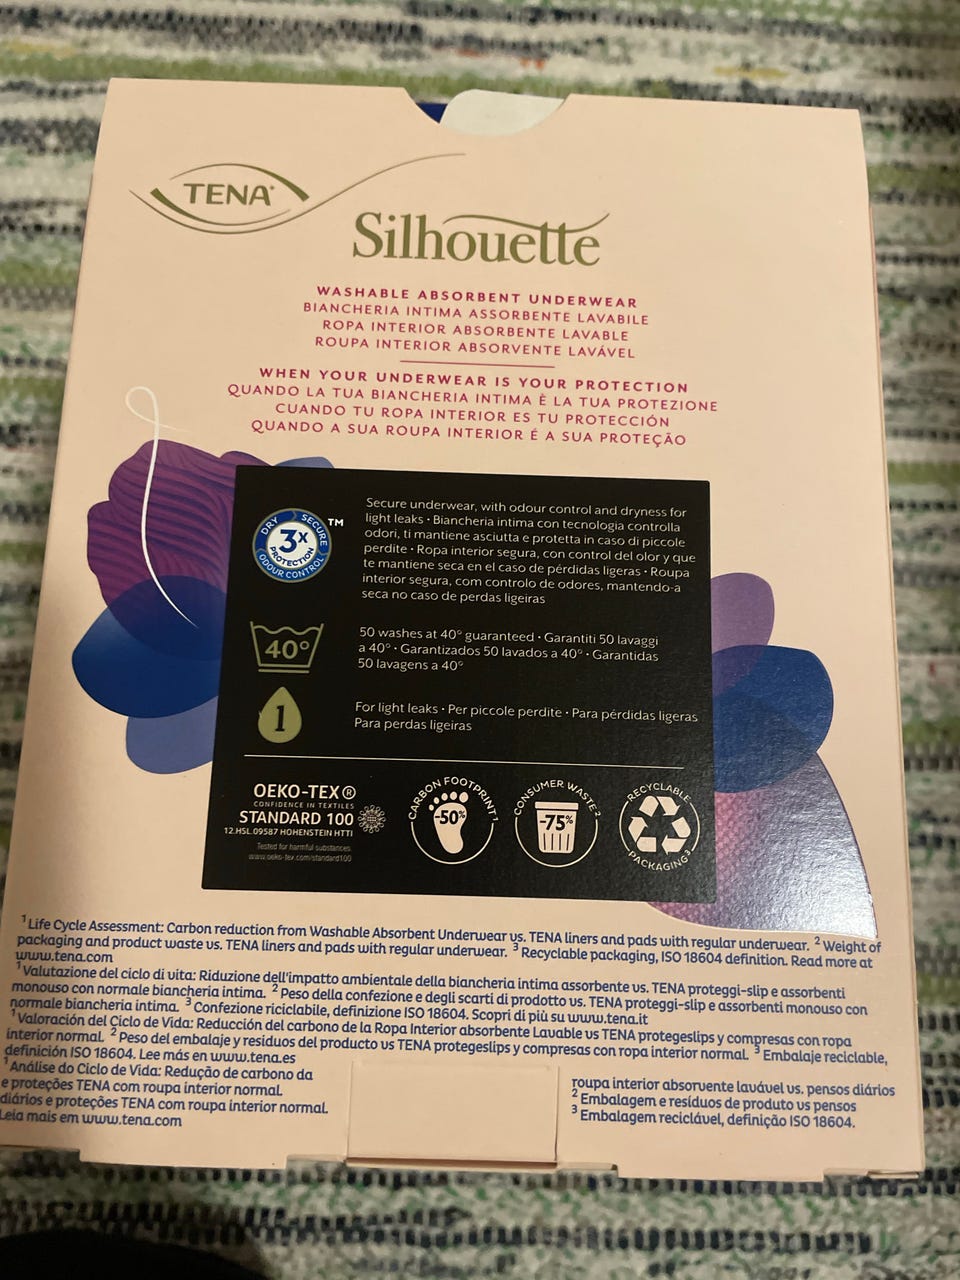 TENA®
Silhouette
WASHABLE ABSORBENT UNDERWEAR
BIANCHERIA INTIMA ASSORBENTE LAVABILE
ROPA INTERIOR ABSORBENTE LAVABLE
ROUPA INTERIOR ABSORVENTE LAVÁVEL
WHEN YOUR UNDERWEAR IS YOUR PROTECTION
QUANDO LA TUA BIANCHERIA INTIMA È LA TUA PROTEZIONE
CUANDO TU ROPA INTERIOR ES TU PROTECCIÓN
QUANDO A SUA ROUPA INTERIOR É A SUA PROTEÇÃO
DRY SECURE ™
3x
PROTECTION
ODOUR CONTROL
Secure underwear, with odour control and dryness for
light leaks • Biancheria intima con tecnologia controlla
odori, ti mantiene asciutta e protetta in caso di piccole
perdite • Ropa interior segura, con control del olor y que
te mantiene seca en el caso de pérdidas ligeras • Roupa
interior segura, com controlo de odores, mantendo-a
seca no caso de perdas ligeiras
40°
50 washes at 40° guaranteed • Garantiti 50 lavaggi
a 40° • Garantizados 50 lavados a 40° • Garantidas
50 lavagens a 40°
1
For light leaks • Per piccole perdite • Para pérdidas ligeras
Para perdas ligeiras
OEKO-TEX®
CONFIDENCE IN TEXTILES
STANDARD 100
12.HSL.09587 HOHENSTEIN HTTI
Tested for harmful substances.
www.oeko-tex.com/standard100
CARBON FOOTPRINT¹
-50%
CONSUMER WASTE²
-75%
RECYCLABLE
PACKAGING³
¹ Life Cycle Assessment: Carbon reduction from Washable Absorbent Underwear vs. TENA liners and pads with regular underwear. ² Weight of
packaging and product waste vs. TENA liners and pads with regular underwear. ³ Recyclable packaging, ISO 18604 definition. Read more at
www.tena.com
¹ Valutazione del ciclo di vita: Riduzione dell'impatto ambientale della biancheria intima assorbente vs. TENA proteggi-slip e assorbenti
monouso con normale biancheria intima. ² Peso della confezione e degli scarti di prodotto vs. TENA proteggi-slip e assorbenti monouso con
normale biancheria intima. ³ Confezione riciclabile, definizione ISO 18604. Scopri di più su www.tena.it
¹ Valoración del Ciclo de Vida: Reducción del carbono de la Ropa Interior absorbente Lavable vs TENA protegeslips y compresas con ropa
interior normal. ² Peso del embalaje y residuos del producto vs TENA protegeslips y compresas con ropa interior normal. ³ Embalaje reciclable,
definición ISO 18604. Lee más en www.tena.es
¹ Análise do Ciclo de Vida: Redução de carbono da
roupa interior absorvente lavável vs. pensos diários
e proteções TENA com roupa interior normal.
² Embalagem e resíduos de produto vs pensos
diários e proteções TENA com roupa interior normal.
³ Embalagem reciclável, definição ISO 18604.
Leia mais em www.tena.com